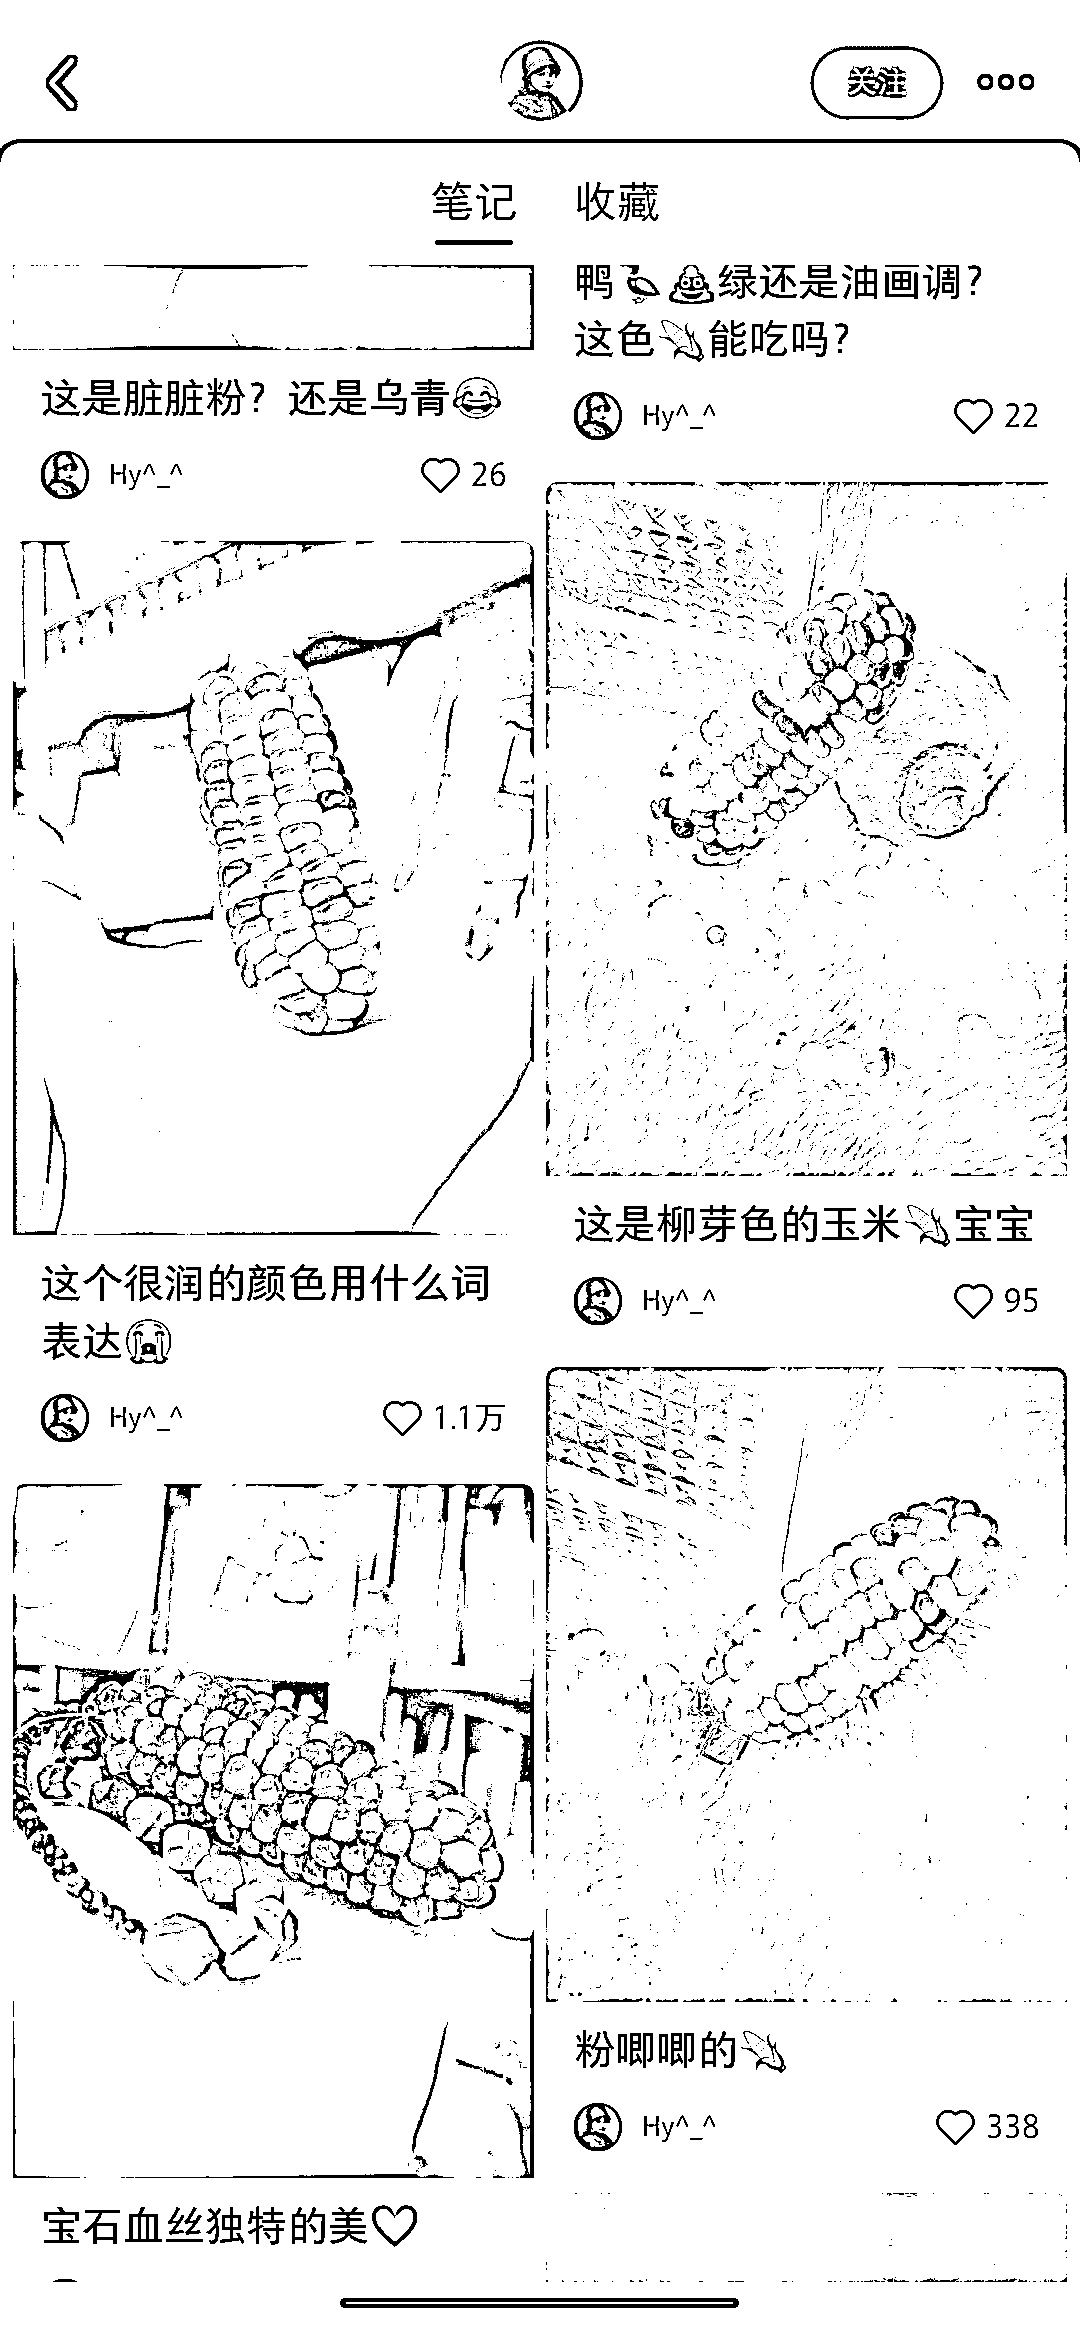 关注
笔记
收藏
这是脏脏粉？还是乌青😂
Hy^_^
26
鸭🦆💩绿还是油画调？
这色🌽能吃吗？
Hy^_^
22
这个很润的颜色用什么词
表达😭
Hy^_^
1.1万
这是柳芽色的玉米🌽宝宝
Hy^_^
95
宝石血丝独特的美♡
粉唧唧的🌽
Hy^_^
338